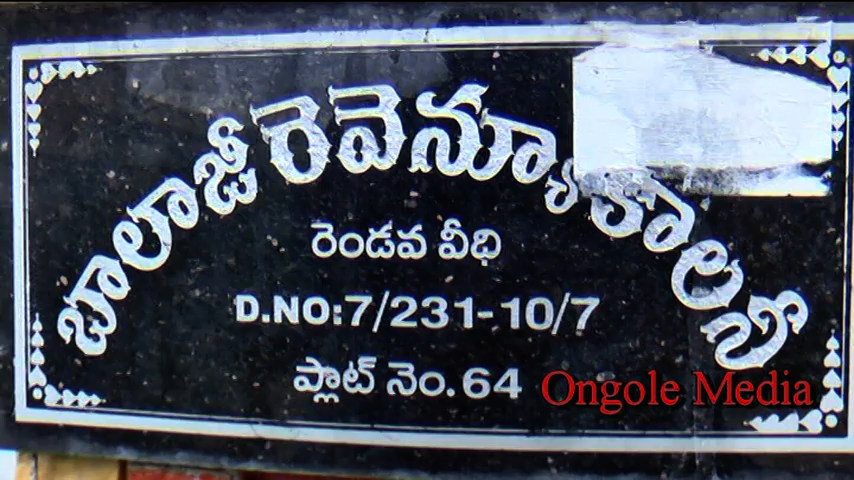 బాలాజీ రెవెన్యూ కాలని
రెండవ వీధి
D.NO:7/231-10/7
ప్లాట్ నెం.64
Ongole Media